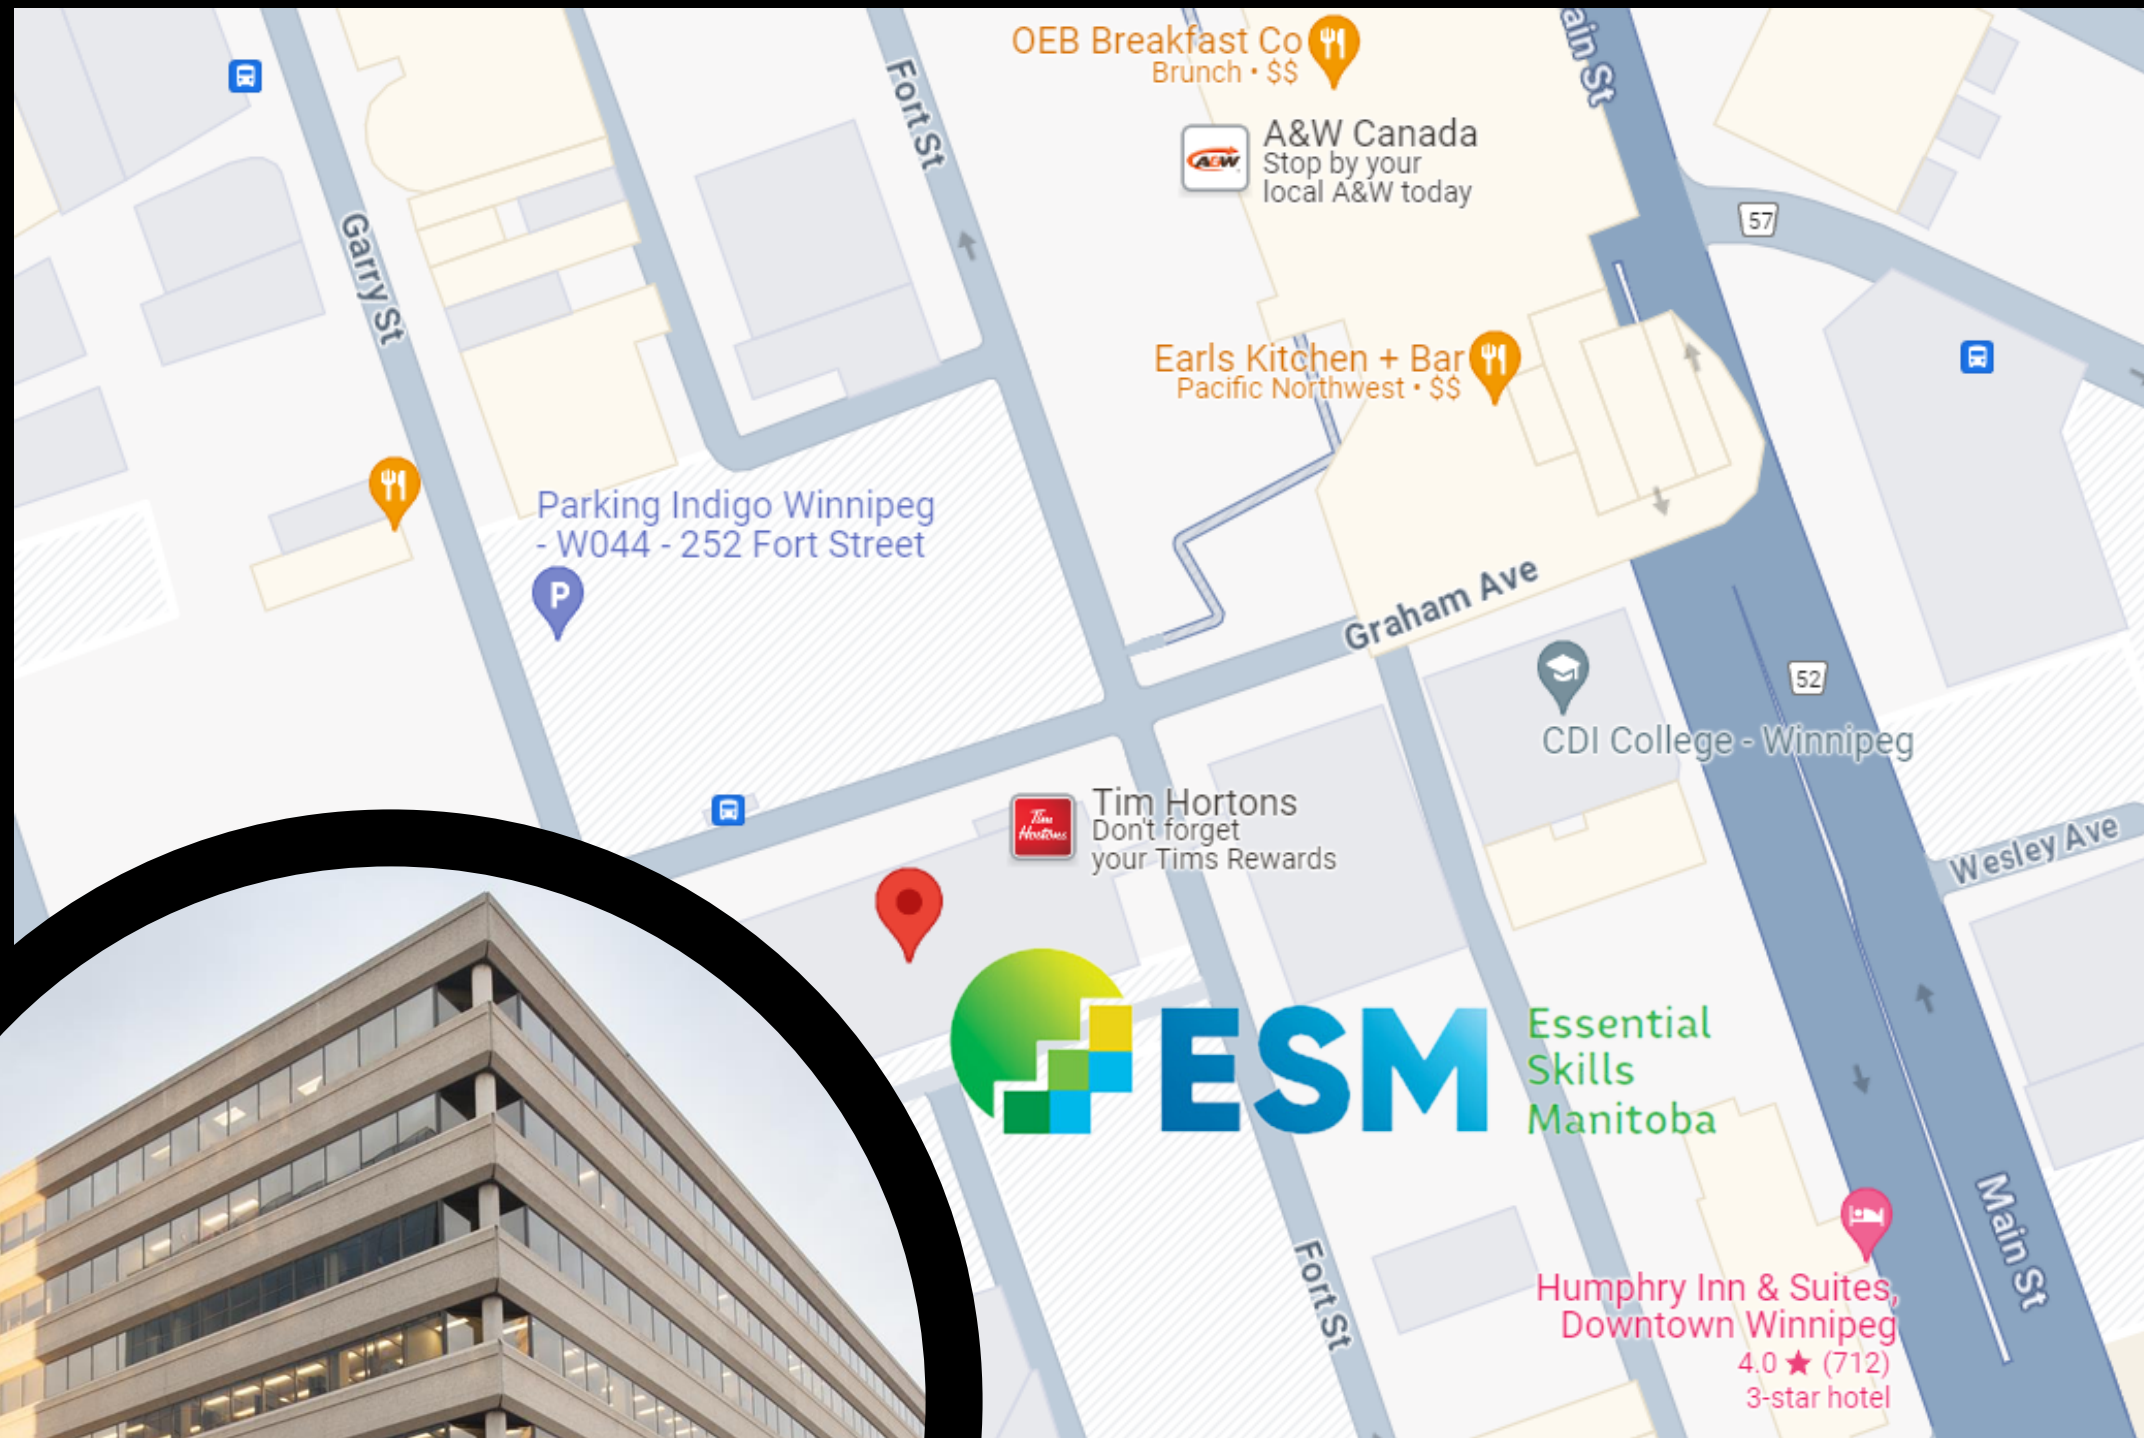 OEB Breakfast Co
Brunch • $$
ain St
Fort St
A&W Canada
Stop by your
local A&W today
A&W
57
Garry St
Earls Kitchen + Bar
Pacific Northwest • $$
Parking Indigo Winnipeg
- W044 - 252 Fort Street
P
Graham Ave
52
CDI College - Winnipeg
Tim Hortons
Don't forget
your Tims Rewards
Tim
Hortons
Wesley Ave
ESM
Essential
Skills
Manitoba
Main St
Fort St
Humphry Inn & Suites,
Downtown Winnipeg
4.0 ★ (712)
3-star hotel